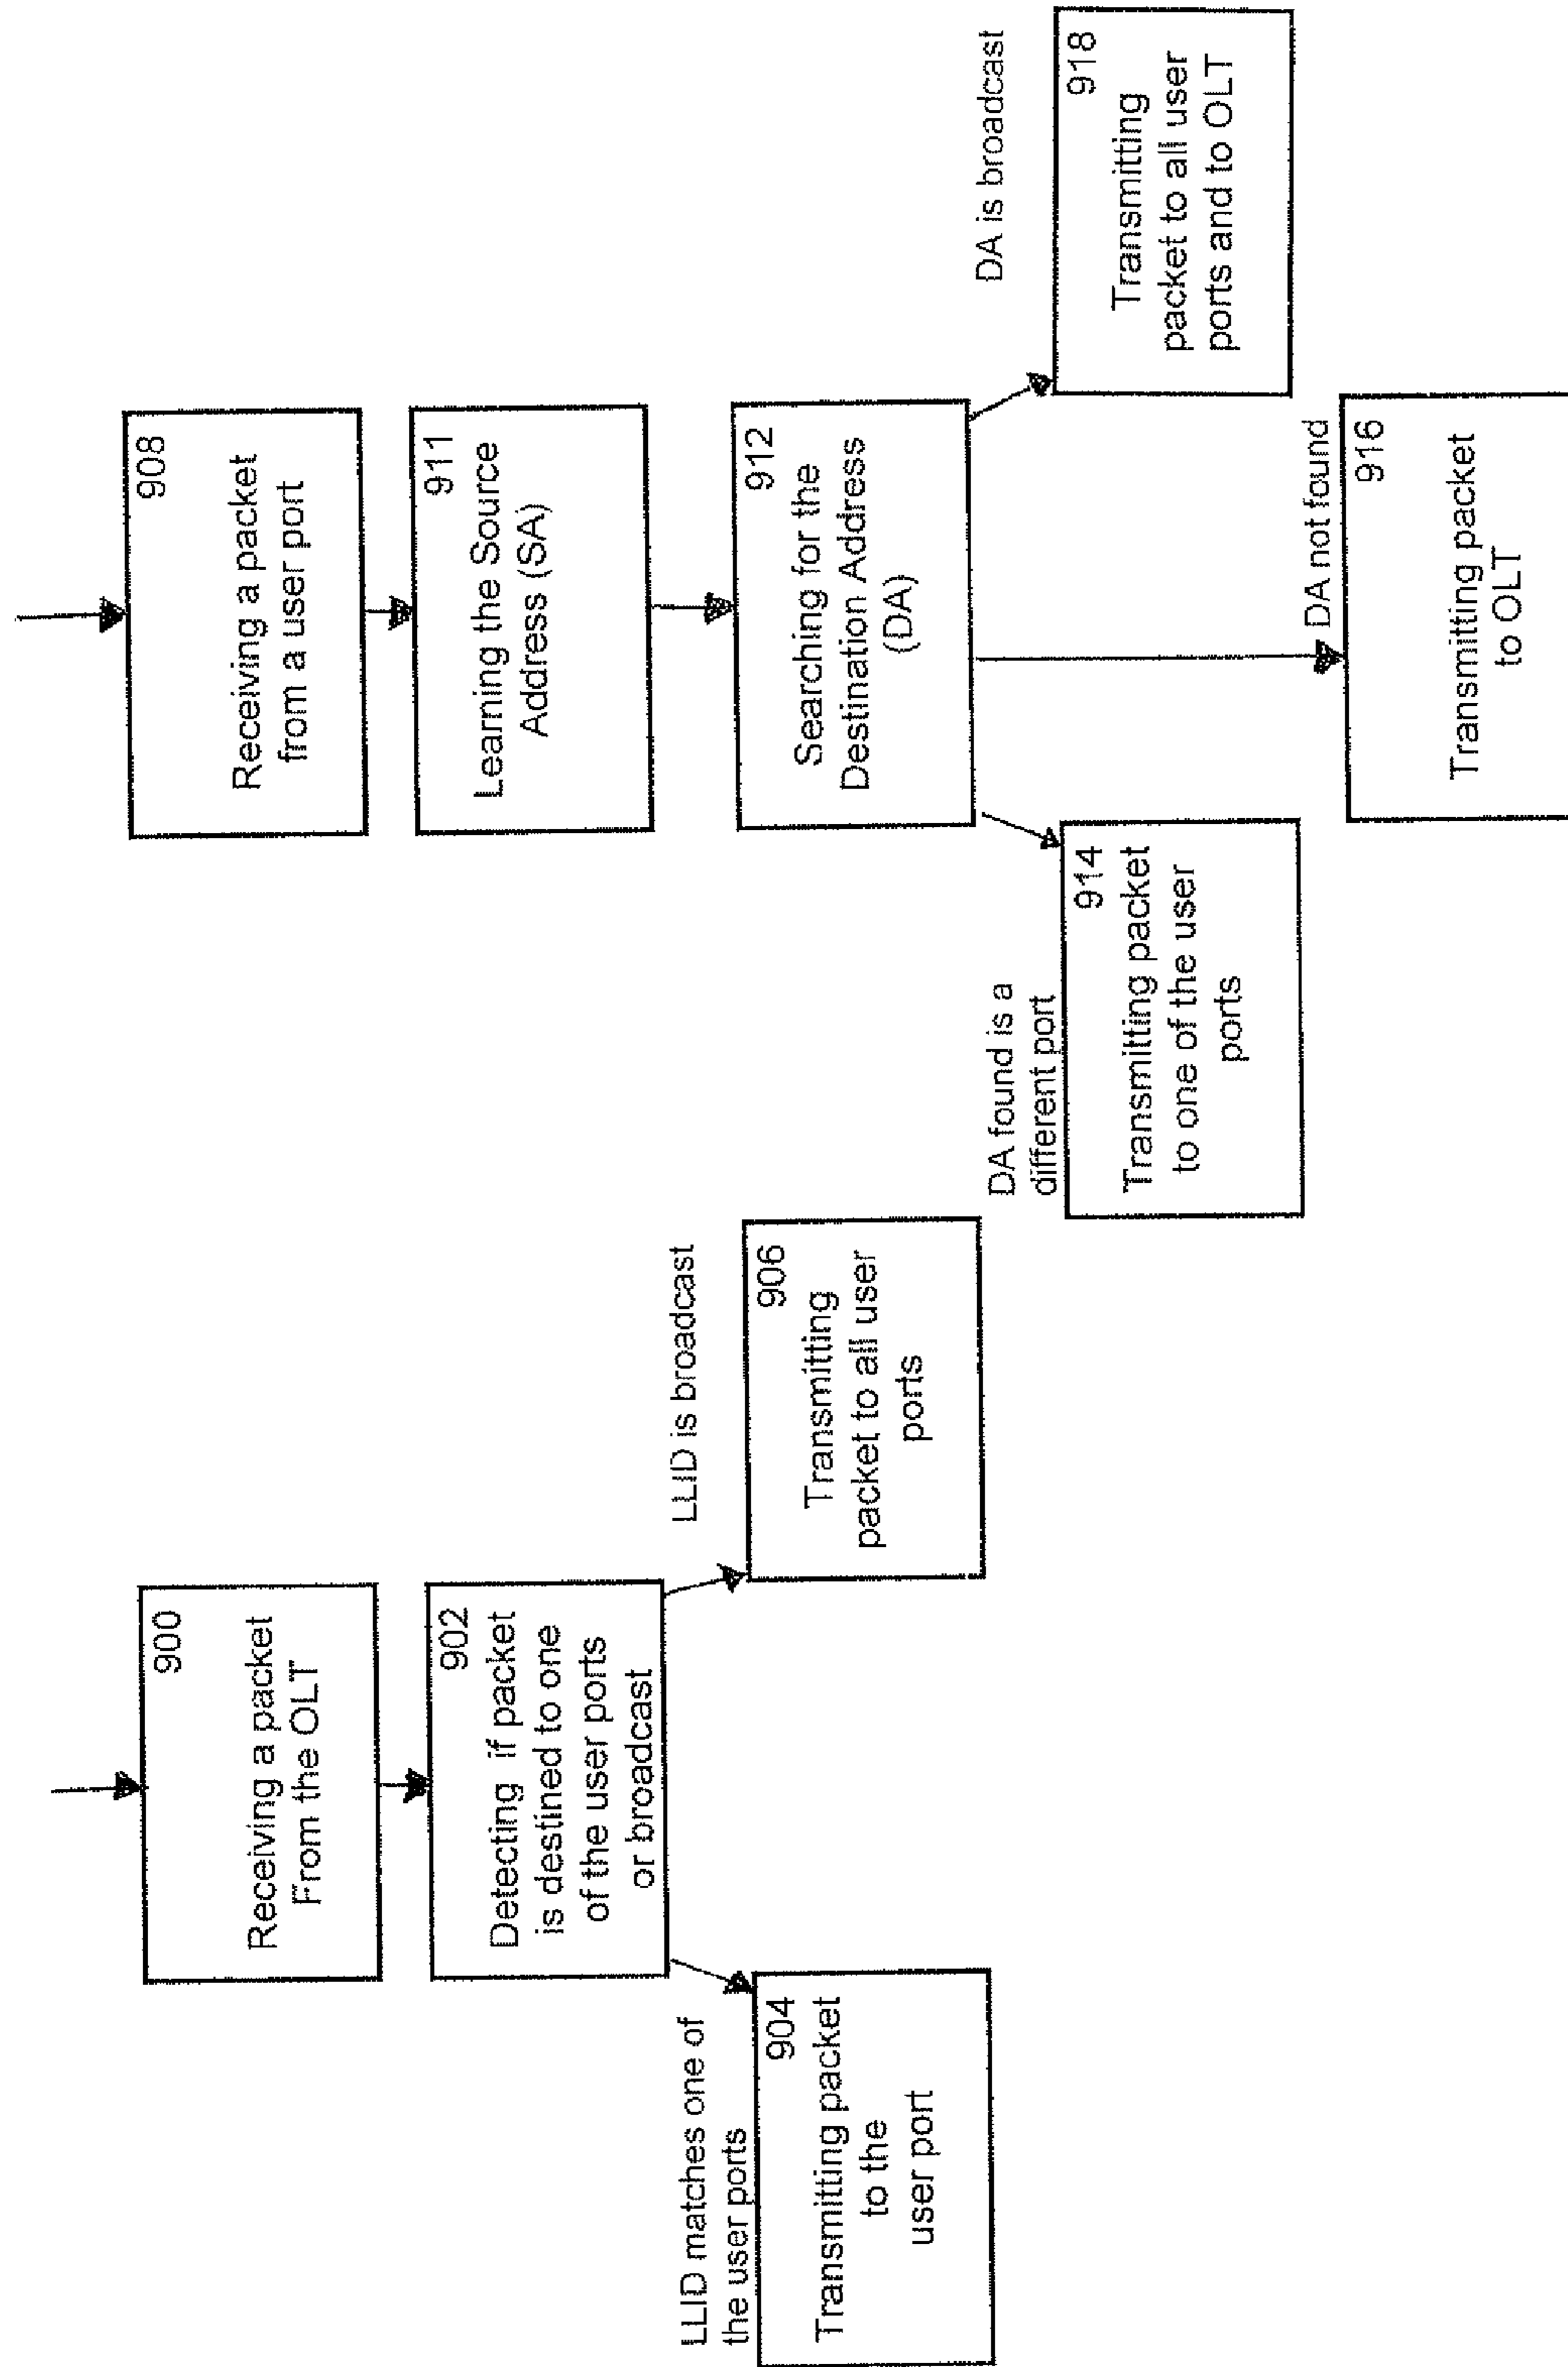 900
Receiving a packet
From the OLT
902
Detecting if packet
is destined to one
of the user ports
or broadcast
LLID matches one of
the user ports
904
Transmitting packet
to the
user port
LLID is broadcast
906
Transmitting
packet to all user
ports
908
Receiving a packet
from a user port
911
Learning the Source
Address (SA)
912
Searching for the
Destination Address
(DA)
DA found is a
different port
914
Transmitting packet
to one of the user
ports
DA not found
916
Transmitting packet
to OLT
DA is broadcast
918
Transmitting
packet to all user
ports and to OLT